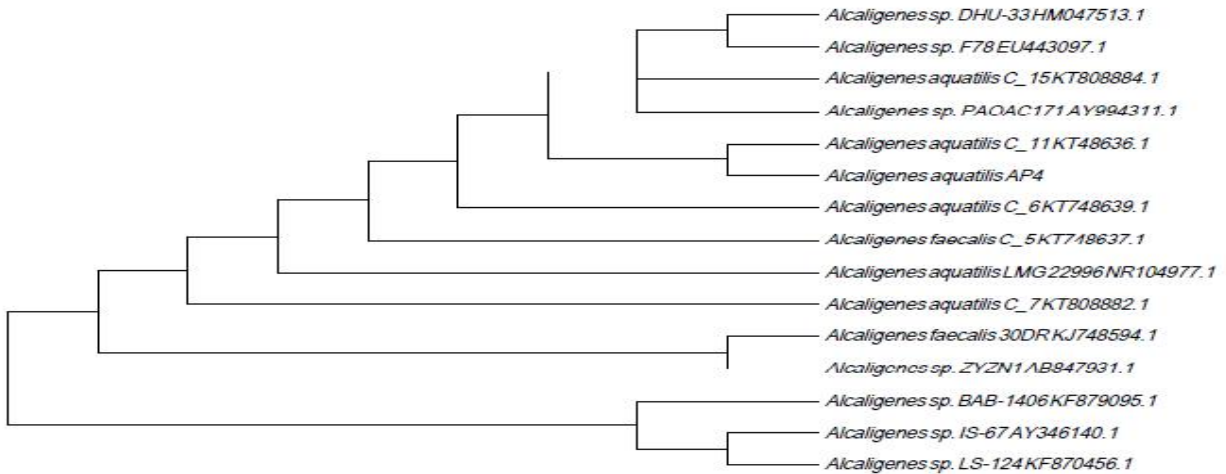 Alcaligenes sp. DHU-33 HM047513.1
Alcaligenes sp. F78 EU443097.1
Alcaligenes aquatilis C_15 KT808884.1
Alcaligenes sp. PAOAC171 AY994311.1
Alcaligenes aquatilis C_11 KT48636.1
Alcaligenes aquatilis AP4
Alcaligenes aquatilis C_6 KT748639.1
Alcaligenes faecalis C_5 KT748637.1
Alcaligenes aquatilis LMG 22996 NR104977.1
Alcaligenes aquatilis C_7 KT808882.1
Alcaligenes faecalis 30DR KJ748594.1
Alcaligenes sp. ZYZN1 AB847931.1
Alcaligenes sp. BAB-1406 KF879095.1
Alcaligenes sp. IS-67 AY346140.1
Alcaligenes sp. LS-124 KF870456.1